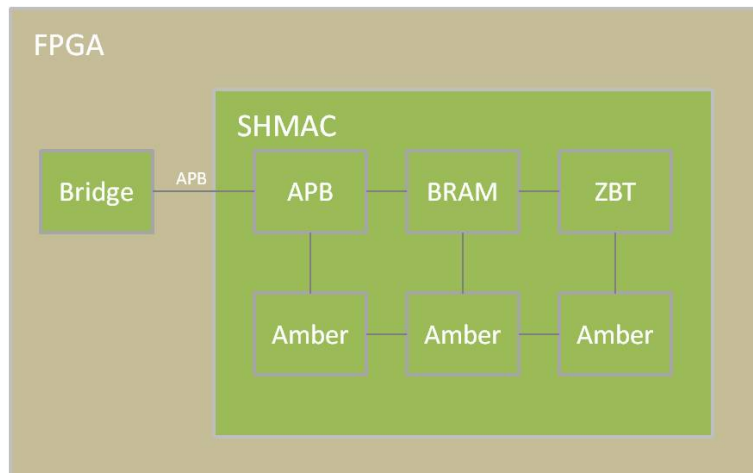 FPGA
SHMAC
Bridge
APB
APB
BRAM
ZBT
Amber
Amber
Amber